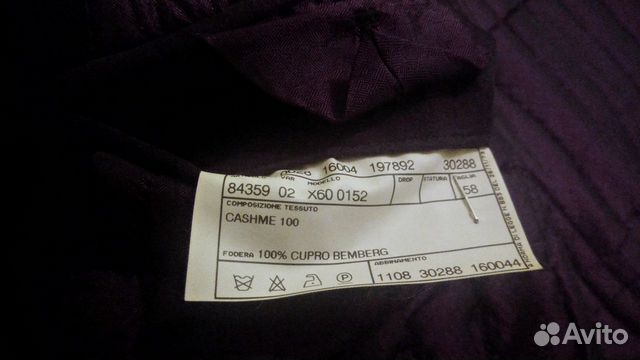 16004 197892 30288
VAR MODELLO DROP STATURA TAGLIA
84359 02 X60 0152 58
COMPOSIZIONE TESSUTO
CASHME 100
FODERA 100% CUPRO BEMBERG
ABBINAMENTO
P
1108 30288 160044
Avito